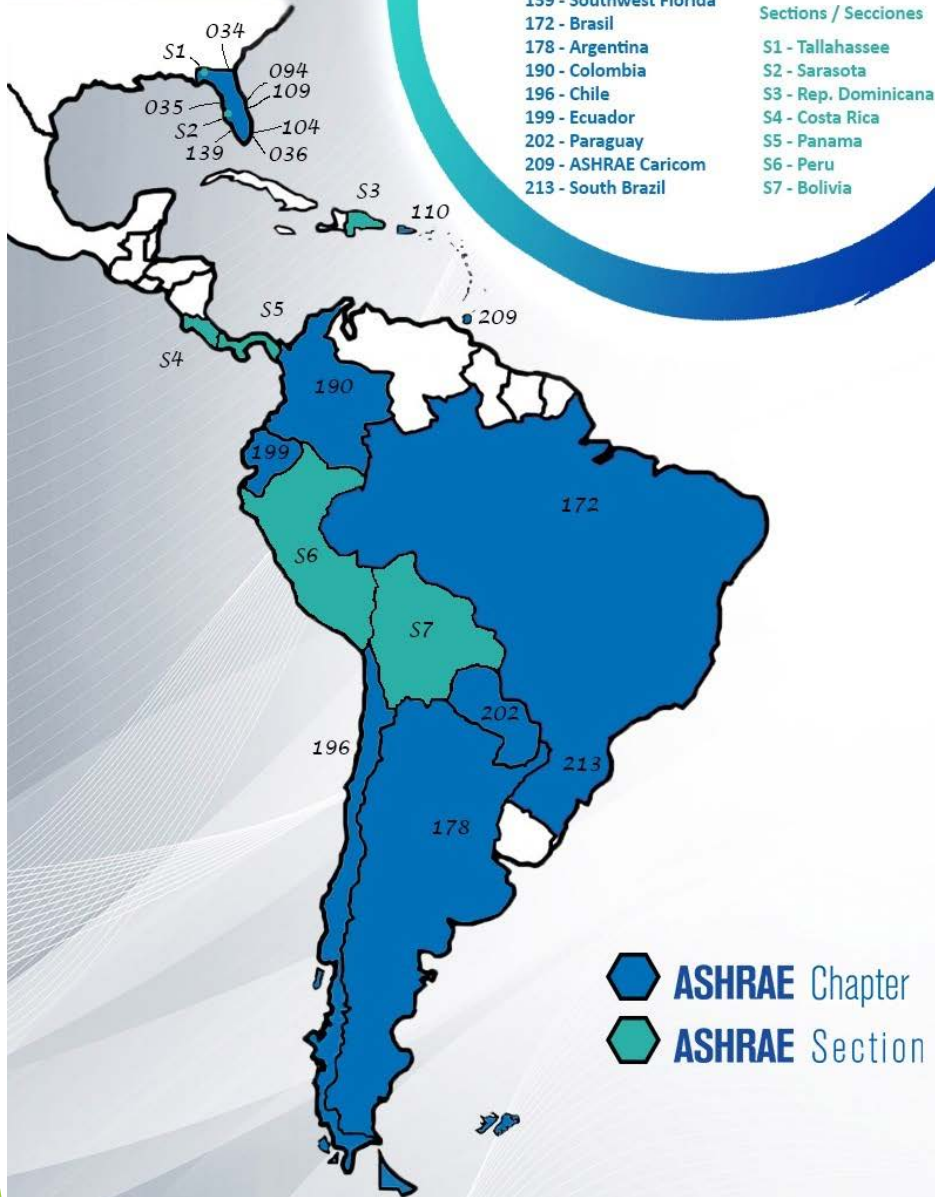 139 - Southwest Florida
172 - Brasil
178 - Argentina
190 - Colombia
196 - Chile
199 - Ecuador
202 - Paraguay
209 - ASHRAE Caricom
213 - South Brazil
Sections / Secciones
S1 - Tallahassee
S2 - Sarasota
S3 - Rep. Dominicana
S4 - Costa Rica
S5 - Panama
S6 - Peru
S7 - Bolivia
034
S1
094
109
035
S2
104
139
036
S3
110
209
S5
S4
190
199
172
S6
S7
202
196
213
178
ASHRAE Chapter
ASHRAE Section